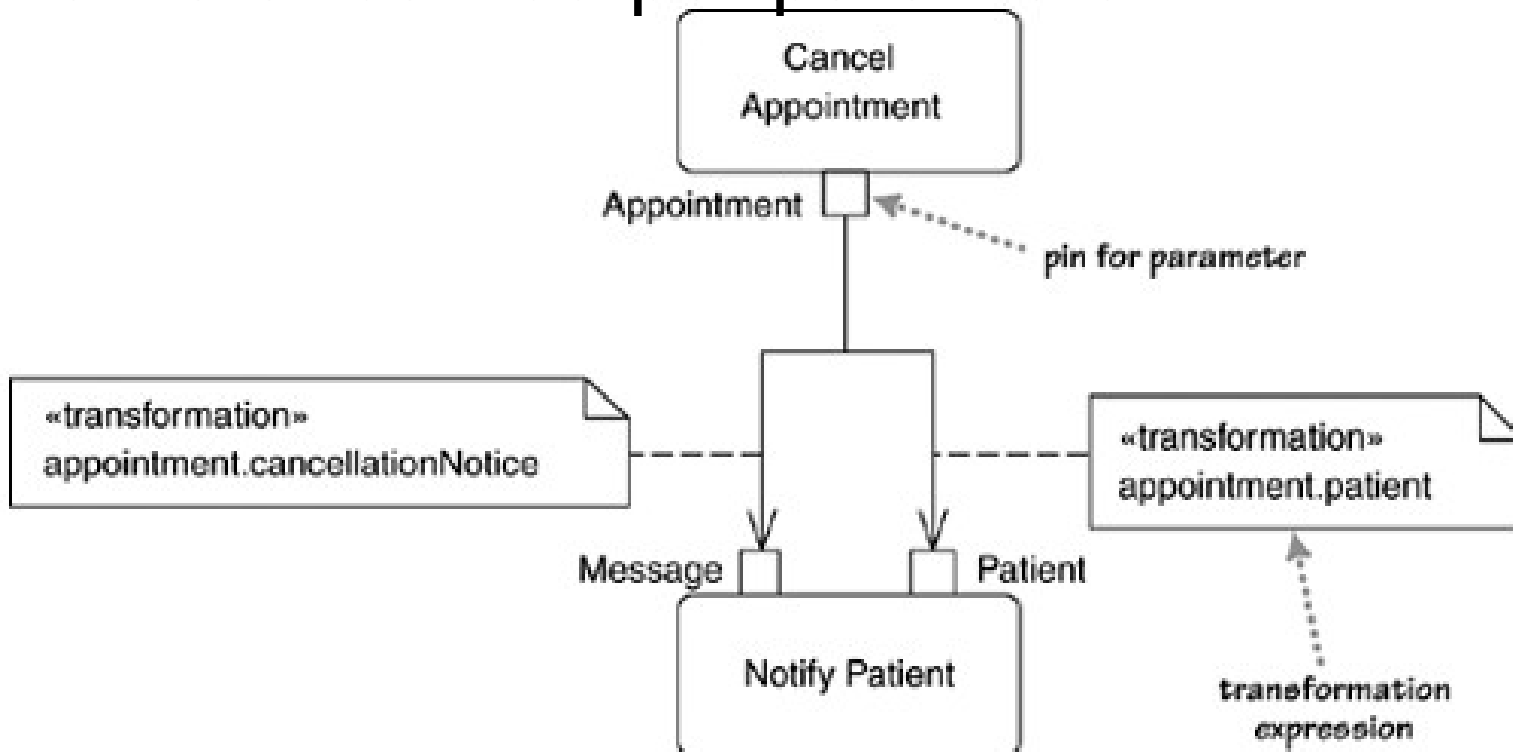 Cancel
Appointment
Appointment
pin for parameter
«transformation»
appointment.cancellationNotice
«transformation»
appointment.patient
Message
Patient
Notify Patient
transformation
expression